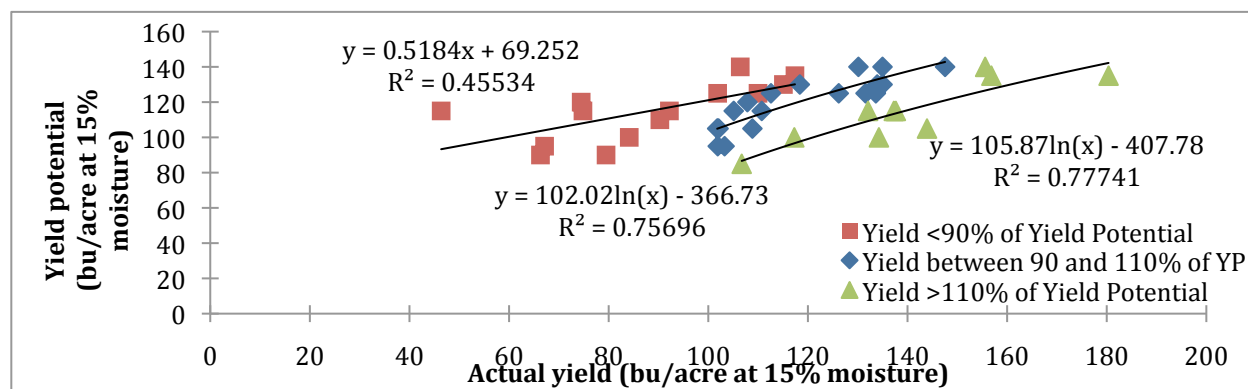 160
140
120
100
80
60
40
20
0
Yield potential
(bu/acre at 15%
moisture)
y = 0.5184x + 69.252
R² = 0.45534
y = 105.87ln(x) - 407.78
R² = 0.77741
y = 102.02ln(x) - 366.73
R² = 0.75696
Yield <90% of Yield Potential
Yield between 90 and 110% of YP
Yield >110% of Yield Potential
0 20 40 60 80 100 120 140 160 180 200
Actual yield (bu/acre at 15% moisture)